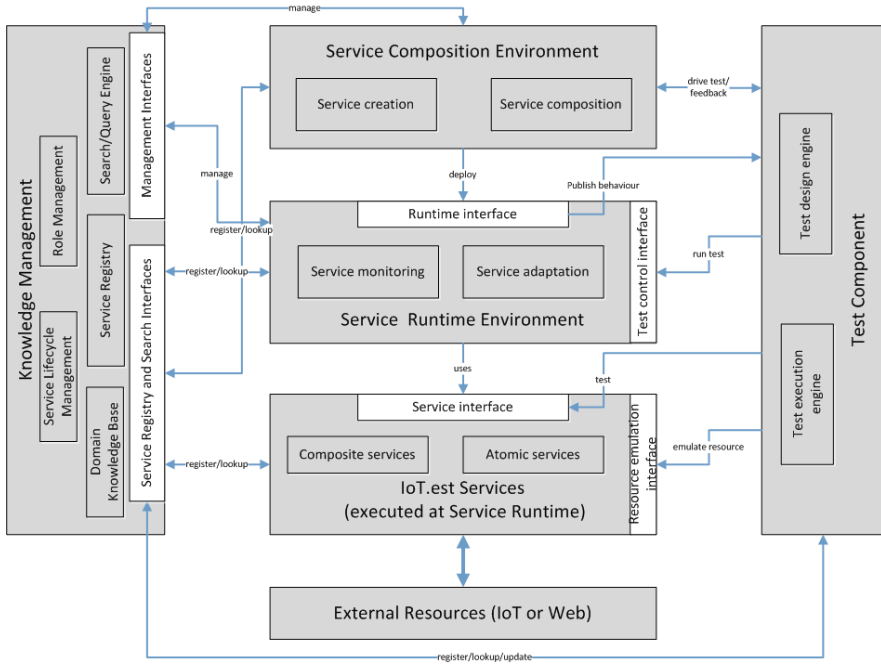 manage
Knowledge Management
Role Management
Service Lifecycle
Management
Search/Query Engine
Service Registry
Domain
Knowledge Base
Management Interfaces
Service Registry and Search Interfaces
manage
register/lookup
register/lookup
register/lookup
Service Composition Environment
Service creation
Service composition
drive test/
feedback
deploy
Publish behaviour
Runtime interface
Service monitoring
Service adaptation
Service Runtime Environment
Test control interface
run test
uses
test
Service interface
Composite services
Atomic services
IoT.est Services
(executed at Service Runtime)
Resource emulation
interface
emulate resource
Test design engine
Test execution
engine
Test Component
External Resources (IoT or Web)
register/lookup/update